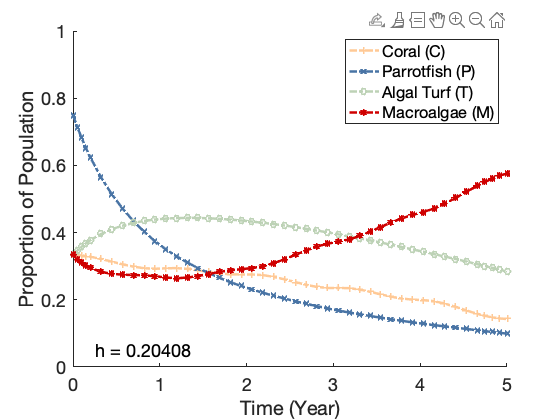 Coral (C)
Parrotfish (P)
Algal Turf (T)
Macroalgae (M)
1
0.8
0.6
0.4
0.2
0
Proportion of Population
h = 0.20408
0 1 2 3 4 5
Time (Year)